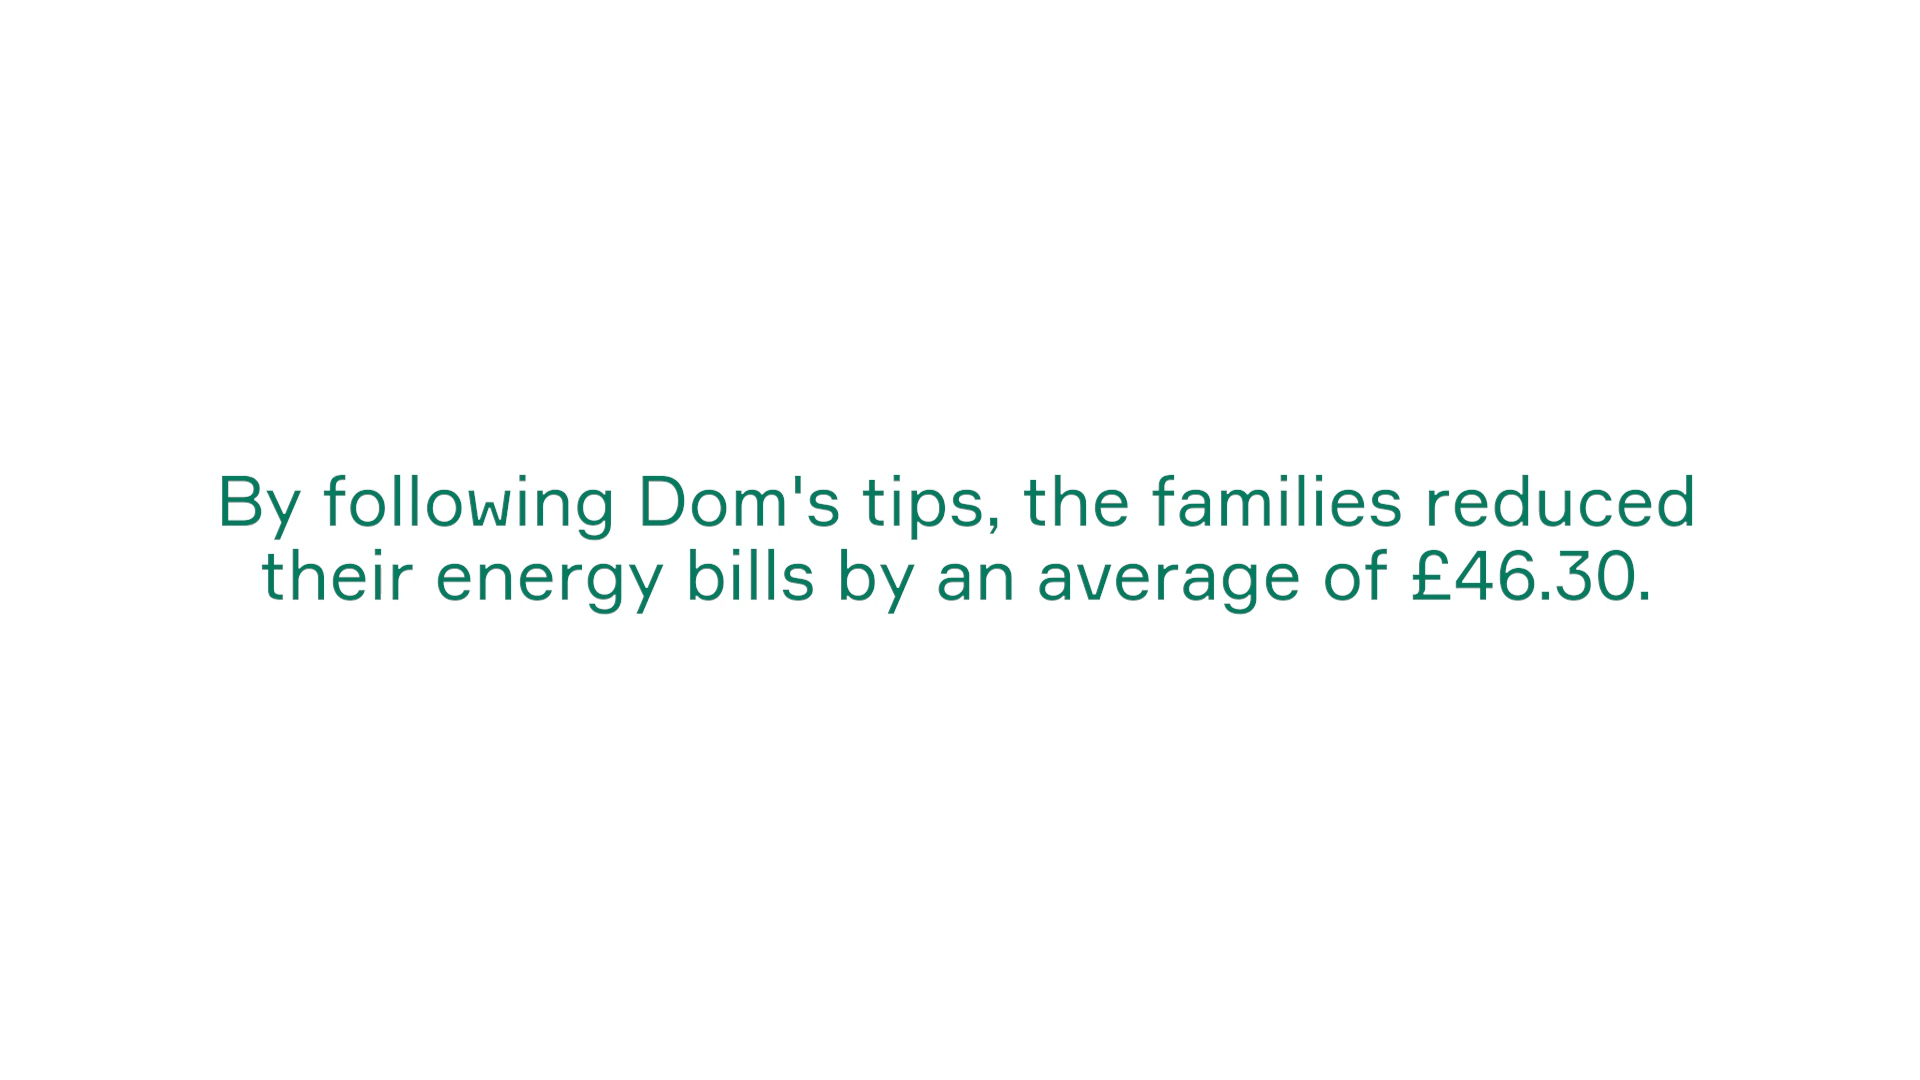 By following Dom's tips, the families reduced
their energy bills by an average of £46.30.